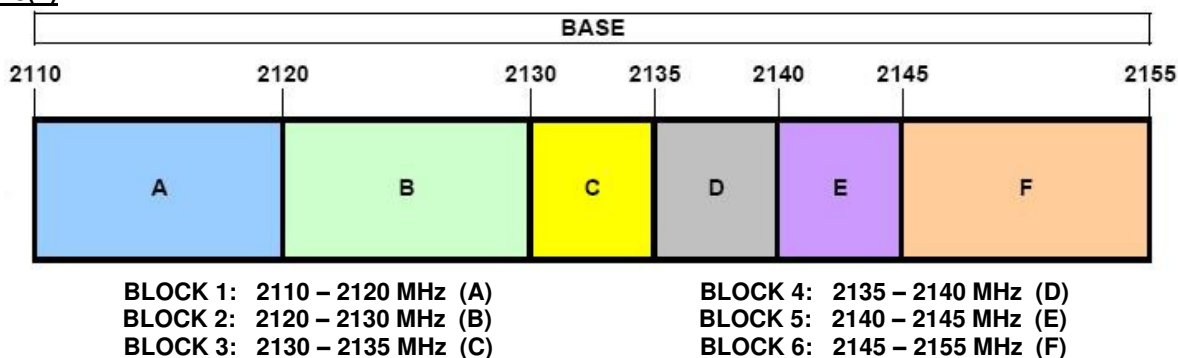 BASE
2110 2120 2130 2135 2140 2145 2155
A B C D E F
BLOCK 1: 2110 – 2120 MHz (A) BLOCK 4: 2135 – 2140 MHz (D)
BLOCK 2: 2120 – 2130 MHz (B) BLOCK 5: 2140 – 2145 MHz (E)
BLOCK 3: 2130 – 2135 MHz (C) BLOCK 6: 2145 – 2155 MHz (F)